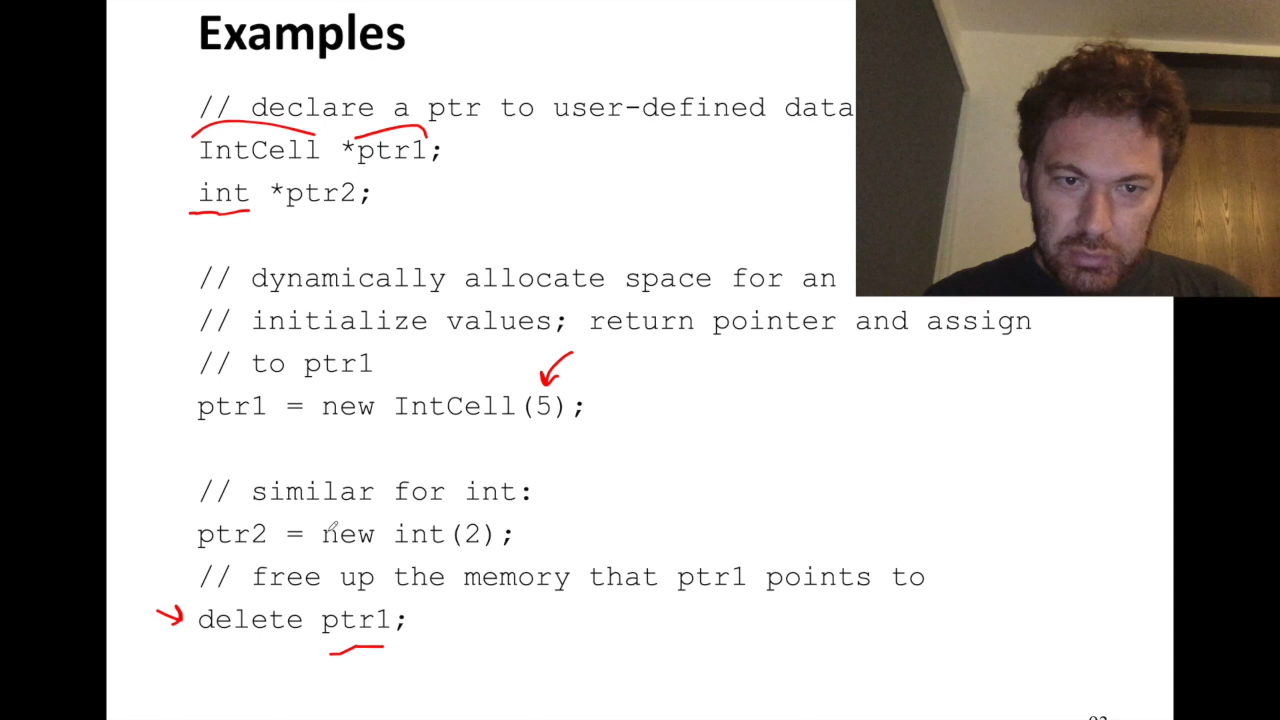 Examples
// declare a ptr to user-defined data
IntCell *ptr1;
int *ptr2;
// dynamically allocate space for an
// initialize values; return pointer and assign
// to ptr1
ptr1 = new IntCell(5);
// similar for int:
ptr2 = new int(2);
// free up the memory that ptr1 points to
delete ptr1;